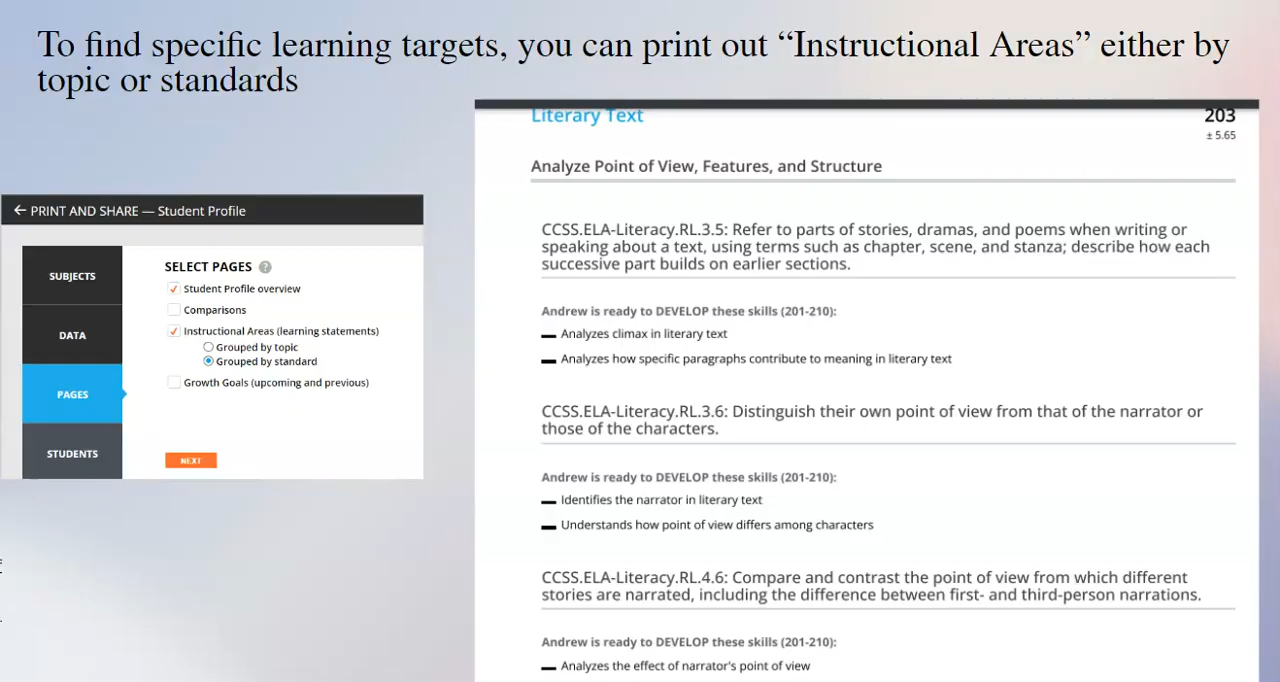 To find specific learning targets, you can print out “Instructional Areas” either by
topic or standards
← PRINT AND SHARE — Student Profile
SUBJECTS
DATA
PAGES
STUDENTS
SELECT PAGES ?
Student Profile overview
Comparisons
Instructional Areas (learning statements)
Grouped by topic
Grouped by standard
Growth Goals (upcoming and previous)
NEXT
Literary Text
203
± 5.65
Analyze Point of View, Features, and Structure
CCSS.ELA-Literacy.RL.3.5: Refer to parts of stories, dramas, and poems when writing or
speaking about a text, using terms such as chapter, scene, and stanza; describe how each
successive part builds on earlier sections.
Andrew is ready to DEVELOP these skills (201-210):
Analyzes climax in literary text
Analyzes how specific paragraphs contribute to meaning in literary text
CCSS.ELA-Literacy.RL.3.6: Distinguish their own point of view from that of the narrator or
those of the characters.
Andrew is ready to DEVELOP these skills (201-210):
Identifies the narrator in literary text
Understands how point of view differs among characters
CCSS.ELA-Literacy.RL.4.6: Compare and contrast the point of view from which different
stories are narrated, including the difference between first- and third-person narrations.
Andrew is ready to DEVELOP these skills (201-210):
Analyzes the effect of narrator's point of view